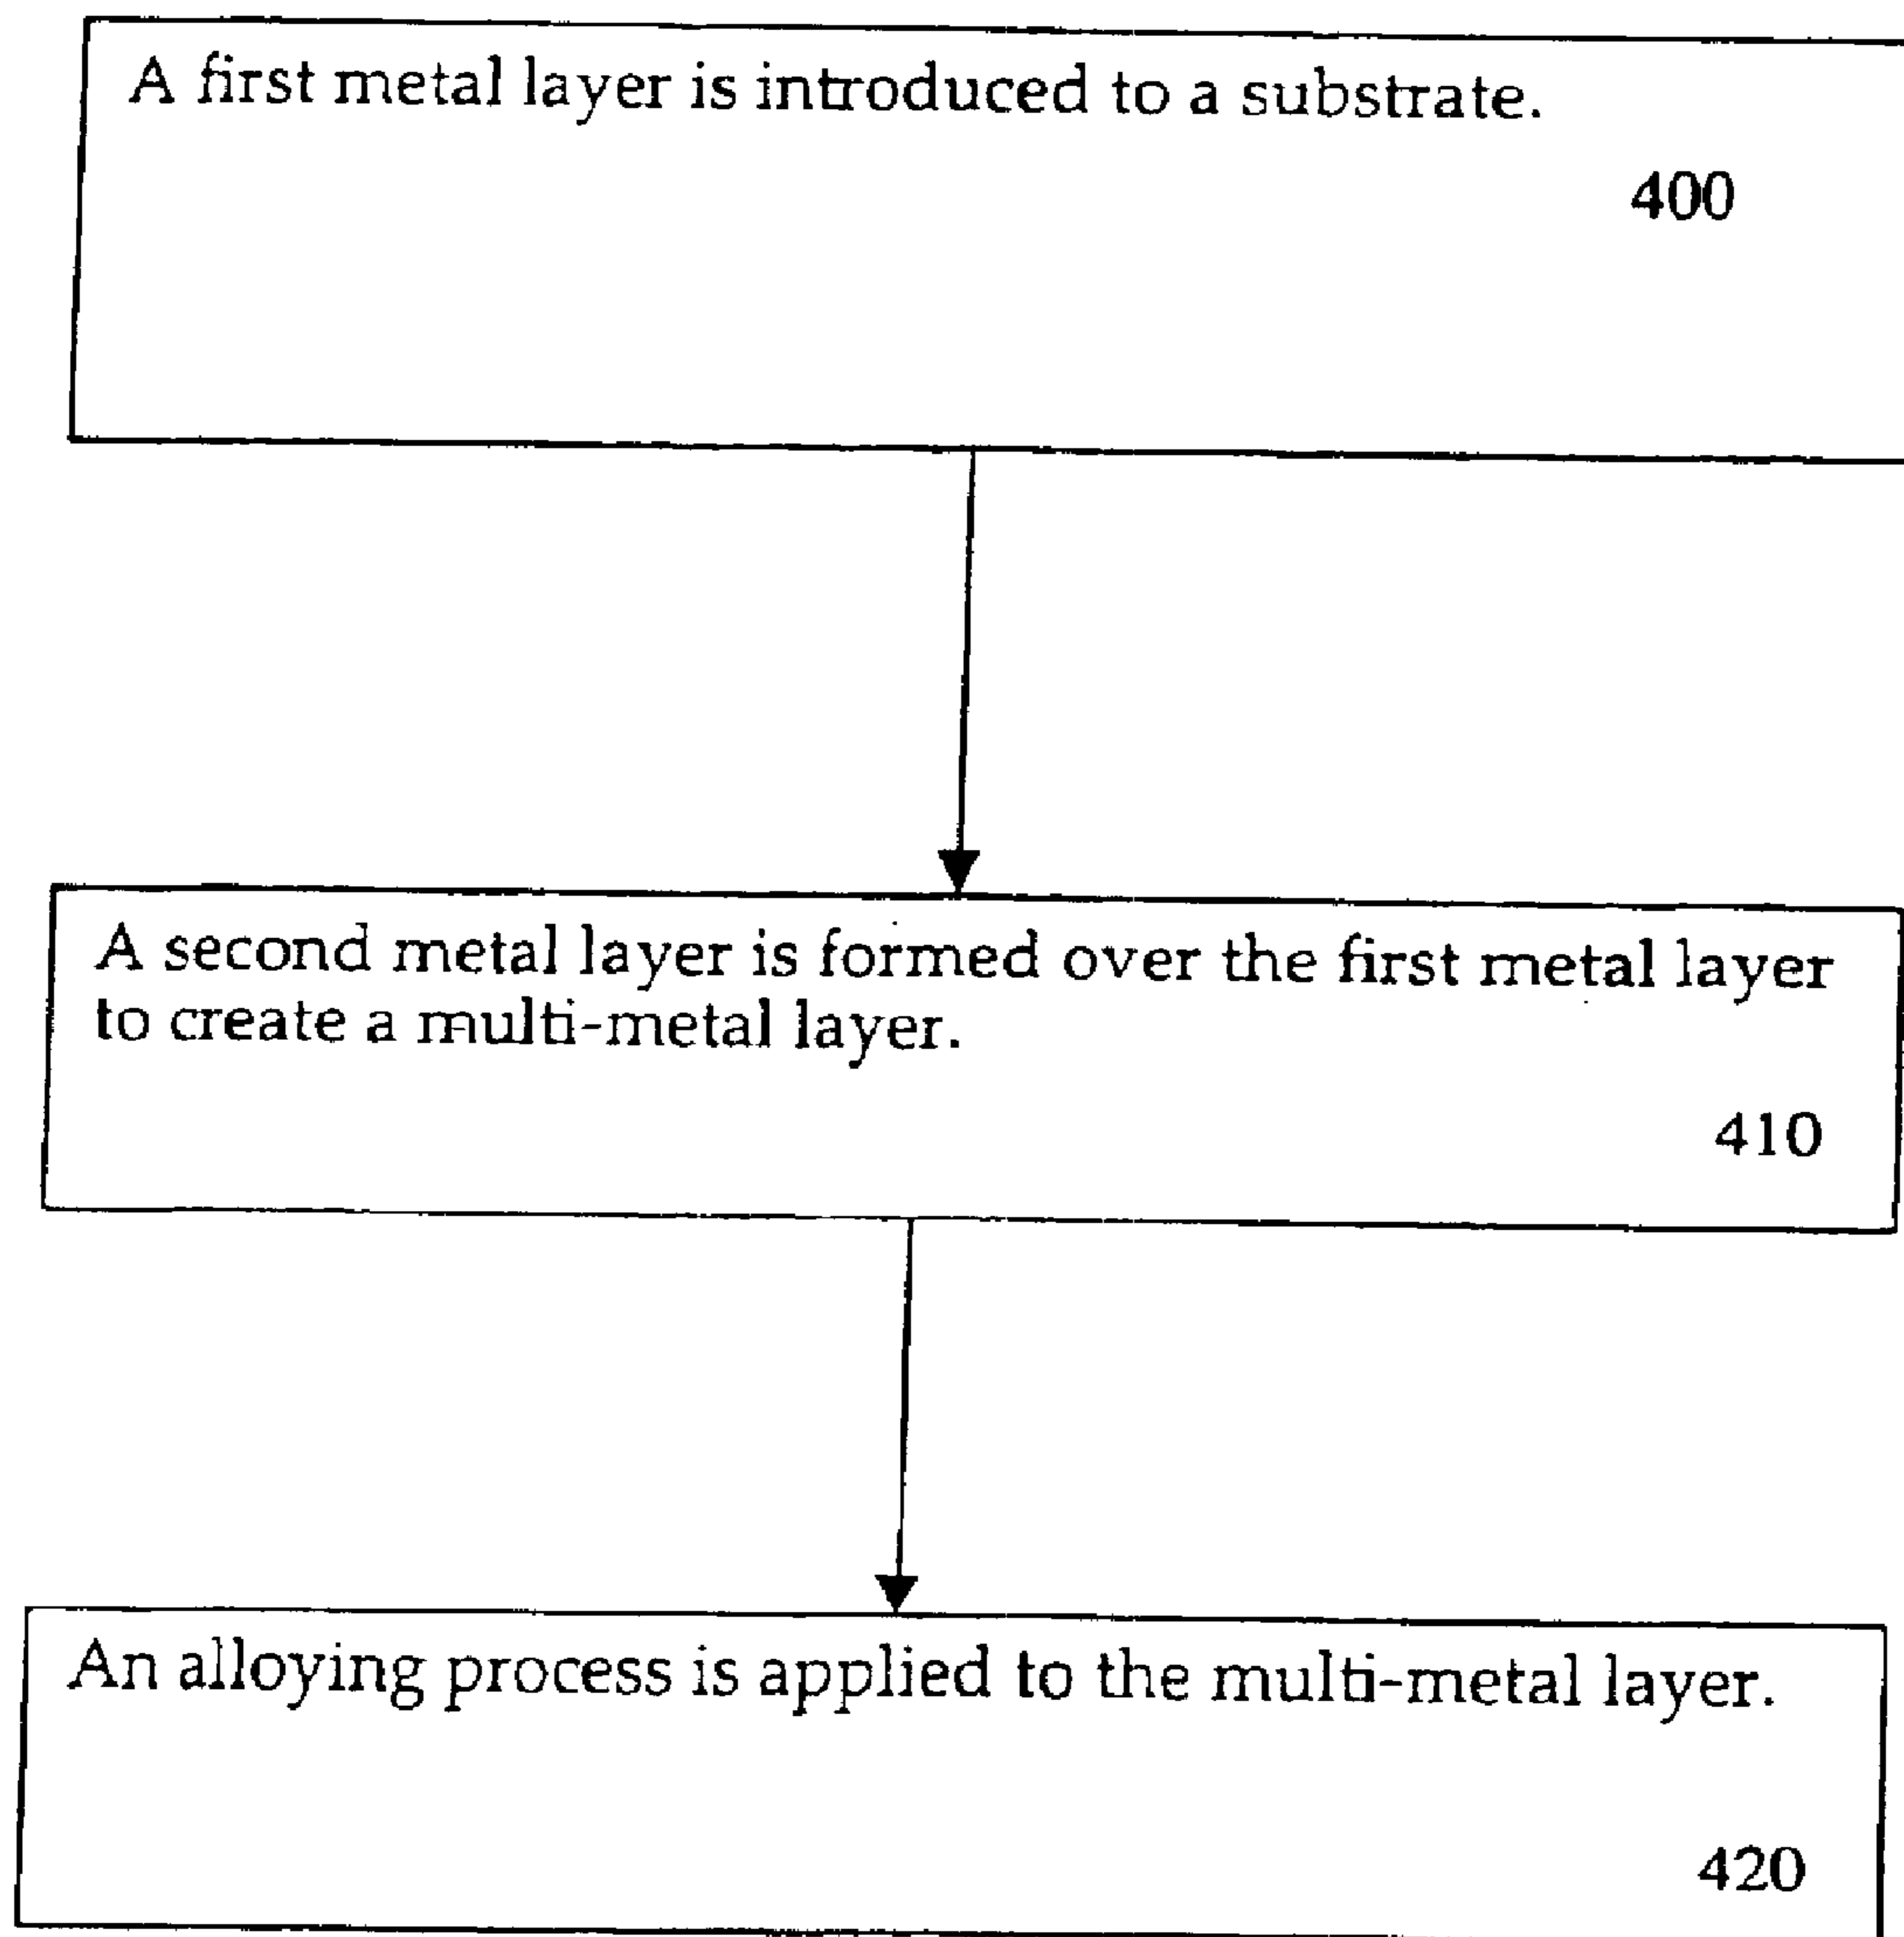 A first metal layer is introduced to a substrate.
400
A second metal layer is formed over the first metal layer
to create a multi-metal layer.
410
An alloying process is applied to the multi-metal layer.
420